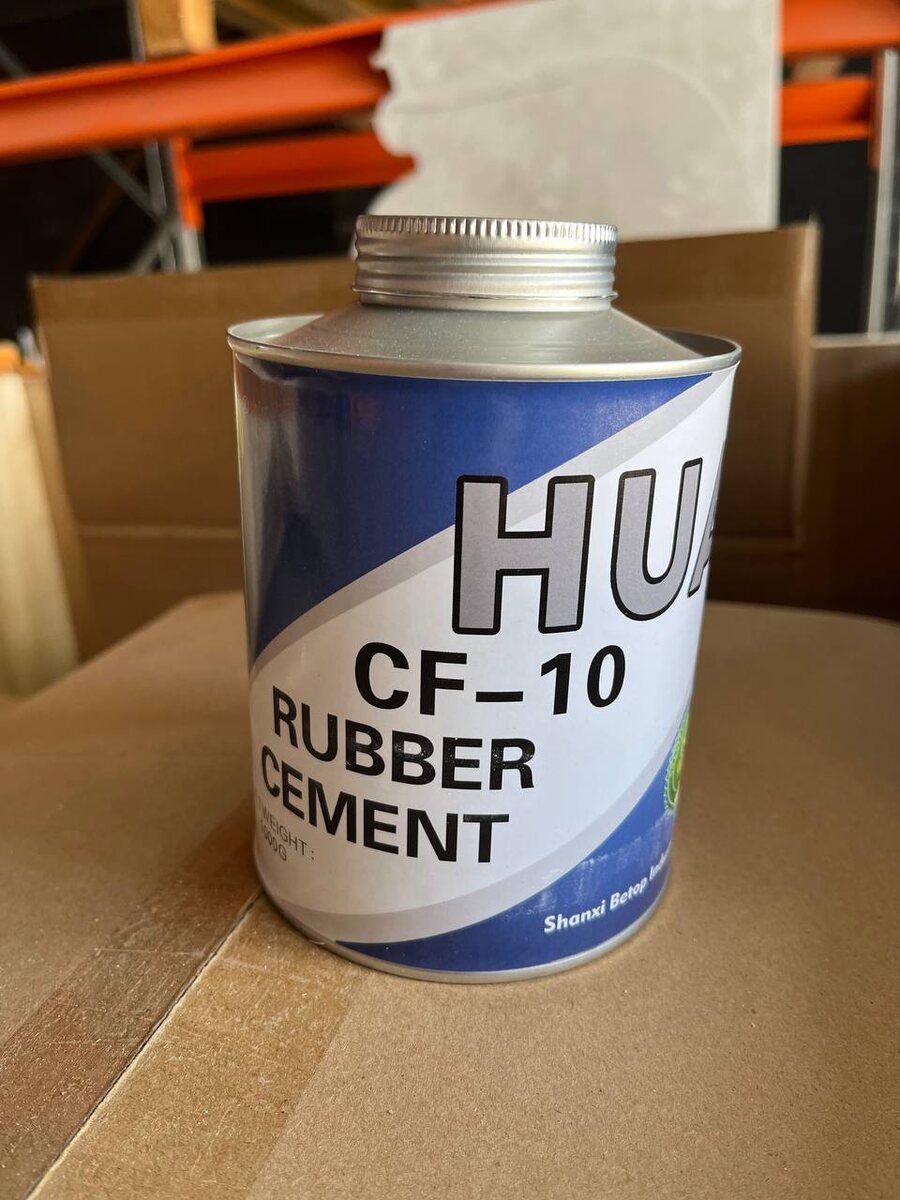 HUA
CF-10
RUBBER
CEMENT
WEIGHT:
Shanxi Betop